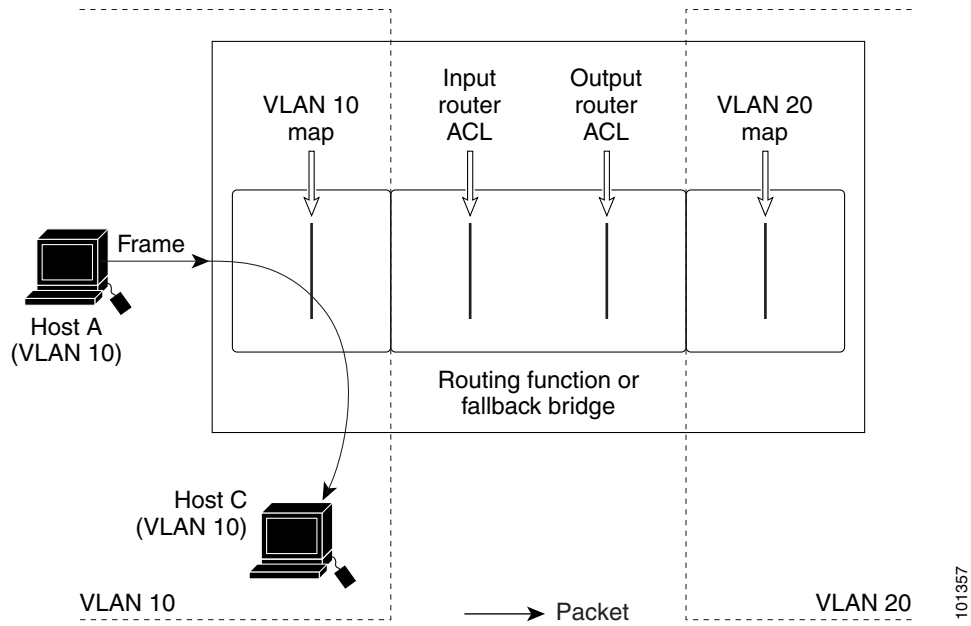 VLAN 10
map
Input
router
ACL
Output
router
ACL
VLAN 20
map
Frame
Host A
(VLAN 10)
Routing function or
fallback bridge
Host C
(VLAN 10)
VLAN 10
Packet
VLAN 20
101357